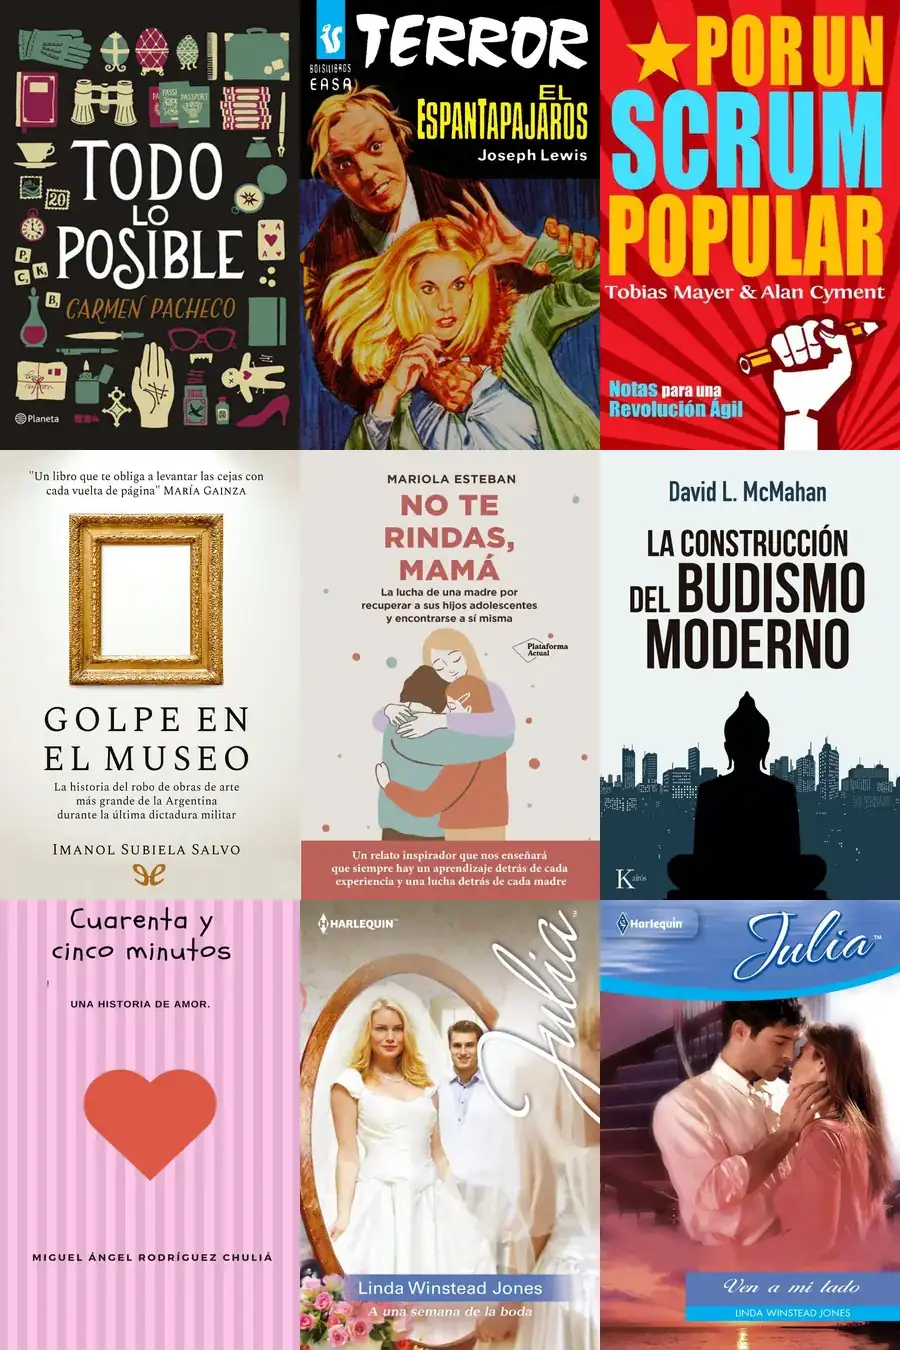 TODO
LO
POSIBLE
CARMEN PACHECO
PASSPORT
20
P,
C,
K,
B,
A
Planeta
BOLSILIBROS
EASA
TERROR
EL
ESPANTAPAJAROS
Joseph Lewis
POR UN
SCRUM
POPULAR
Tobias Mayer & Alan Cyment
Notas para una
Revolución Ágil
"Un libro que te obliga a levantar las cejas con
cada vuelta de página" MARÍA GAINZA
GOLPE EN
EL MUSEO
La historia del robo de obras de arte
más grande de la Argentina
durante la última dictadura militar
IMANOL SUBIELA SALVO
MARIOLA ESTEBAN
NO TE
RINDAS,
MAMÁ
La lucha de una madre por
recuperar a sus hijos adolescentes
y encontrarse a sí misma
Plataforma
Actual
Un relato inspirador que nos enseñará
que siempre hay un aprendizaje detrás de cada
experiencia y una lucha detrás de cada madre
David L. McMahan
LA CONSTRUCCIÓN
DEL BUDISMO
MODERNO
Kairós
Cuarenta y
cinco minutos
UNA HISTORIA DE AMOR.
MIGUEL ÁNGEL RODRÍGUEZ CHULIÁ
HARLEQUIN™
Julia™
Linda Winstead Jones
A una semana de la boda
Harlequin
Julia™
Ven a mi lado
LINDA WINSTEAD JONES